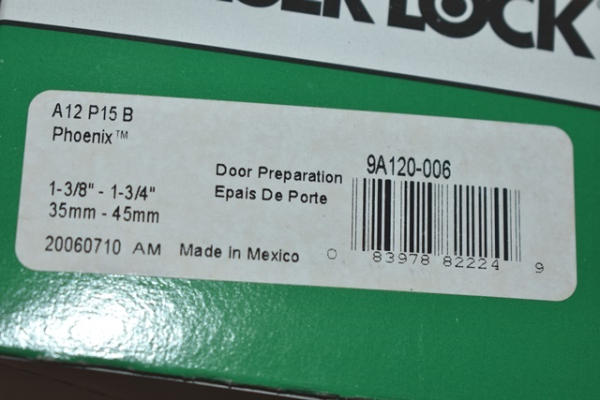 LOCK
A12 P15 B
Phoenix™
1-3/8" - 1-3/4"
35mm - 45mm
Door Preparation
Epais De Porte
9A120-006
20060710 AM Made in Mexico
0 83978 82224 9